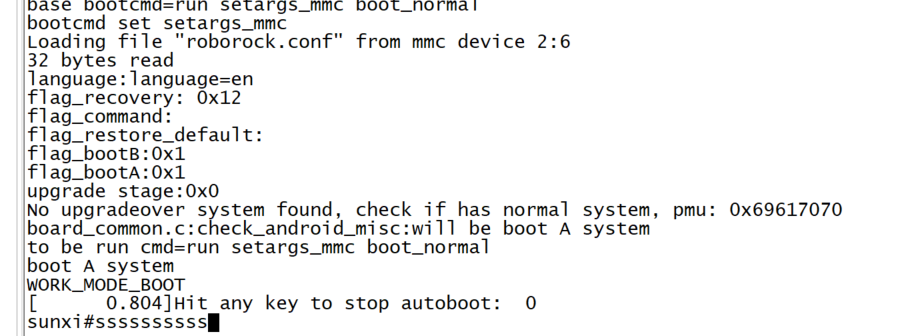 base bootcmd=run setargs_mmc boot_normal
bootcmd set setargs_mmc
Loading file "roborock.conf" from mmc device 2:6
32 bytes read
language:language=en
flag_recovery: 0x12
flag_command:
flag_restore_default:
flag_bootB:0x1
flag_bootA:0x1
upgrade stage:0x0
No upgradeover system found, check if has normal system, pmu: 0x69617070
board_common.c:check_android_misc:will be boot A system
to be run cmd=run setargs_mmc boot_normal
boot A system
WORK_MODE_BOOT
[      0.804]Hit any key to stop autoboot:  0
sunxi#ssssssssss